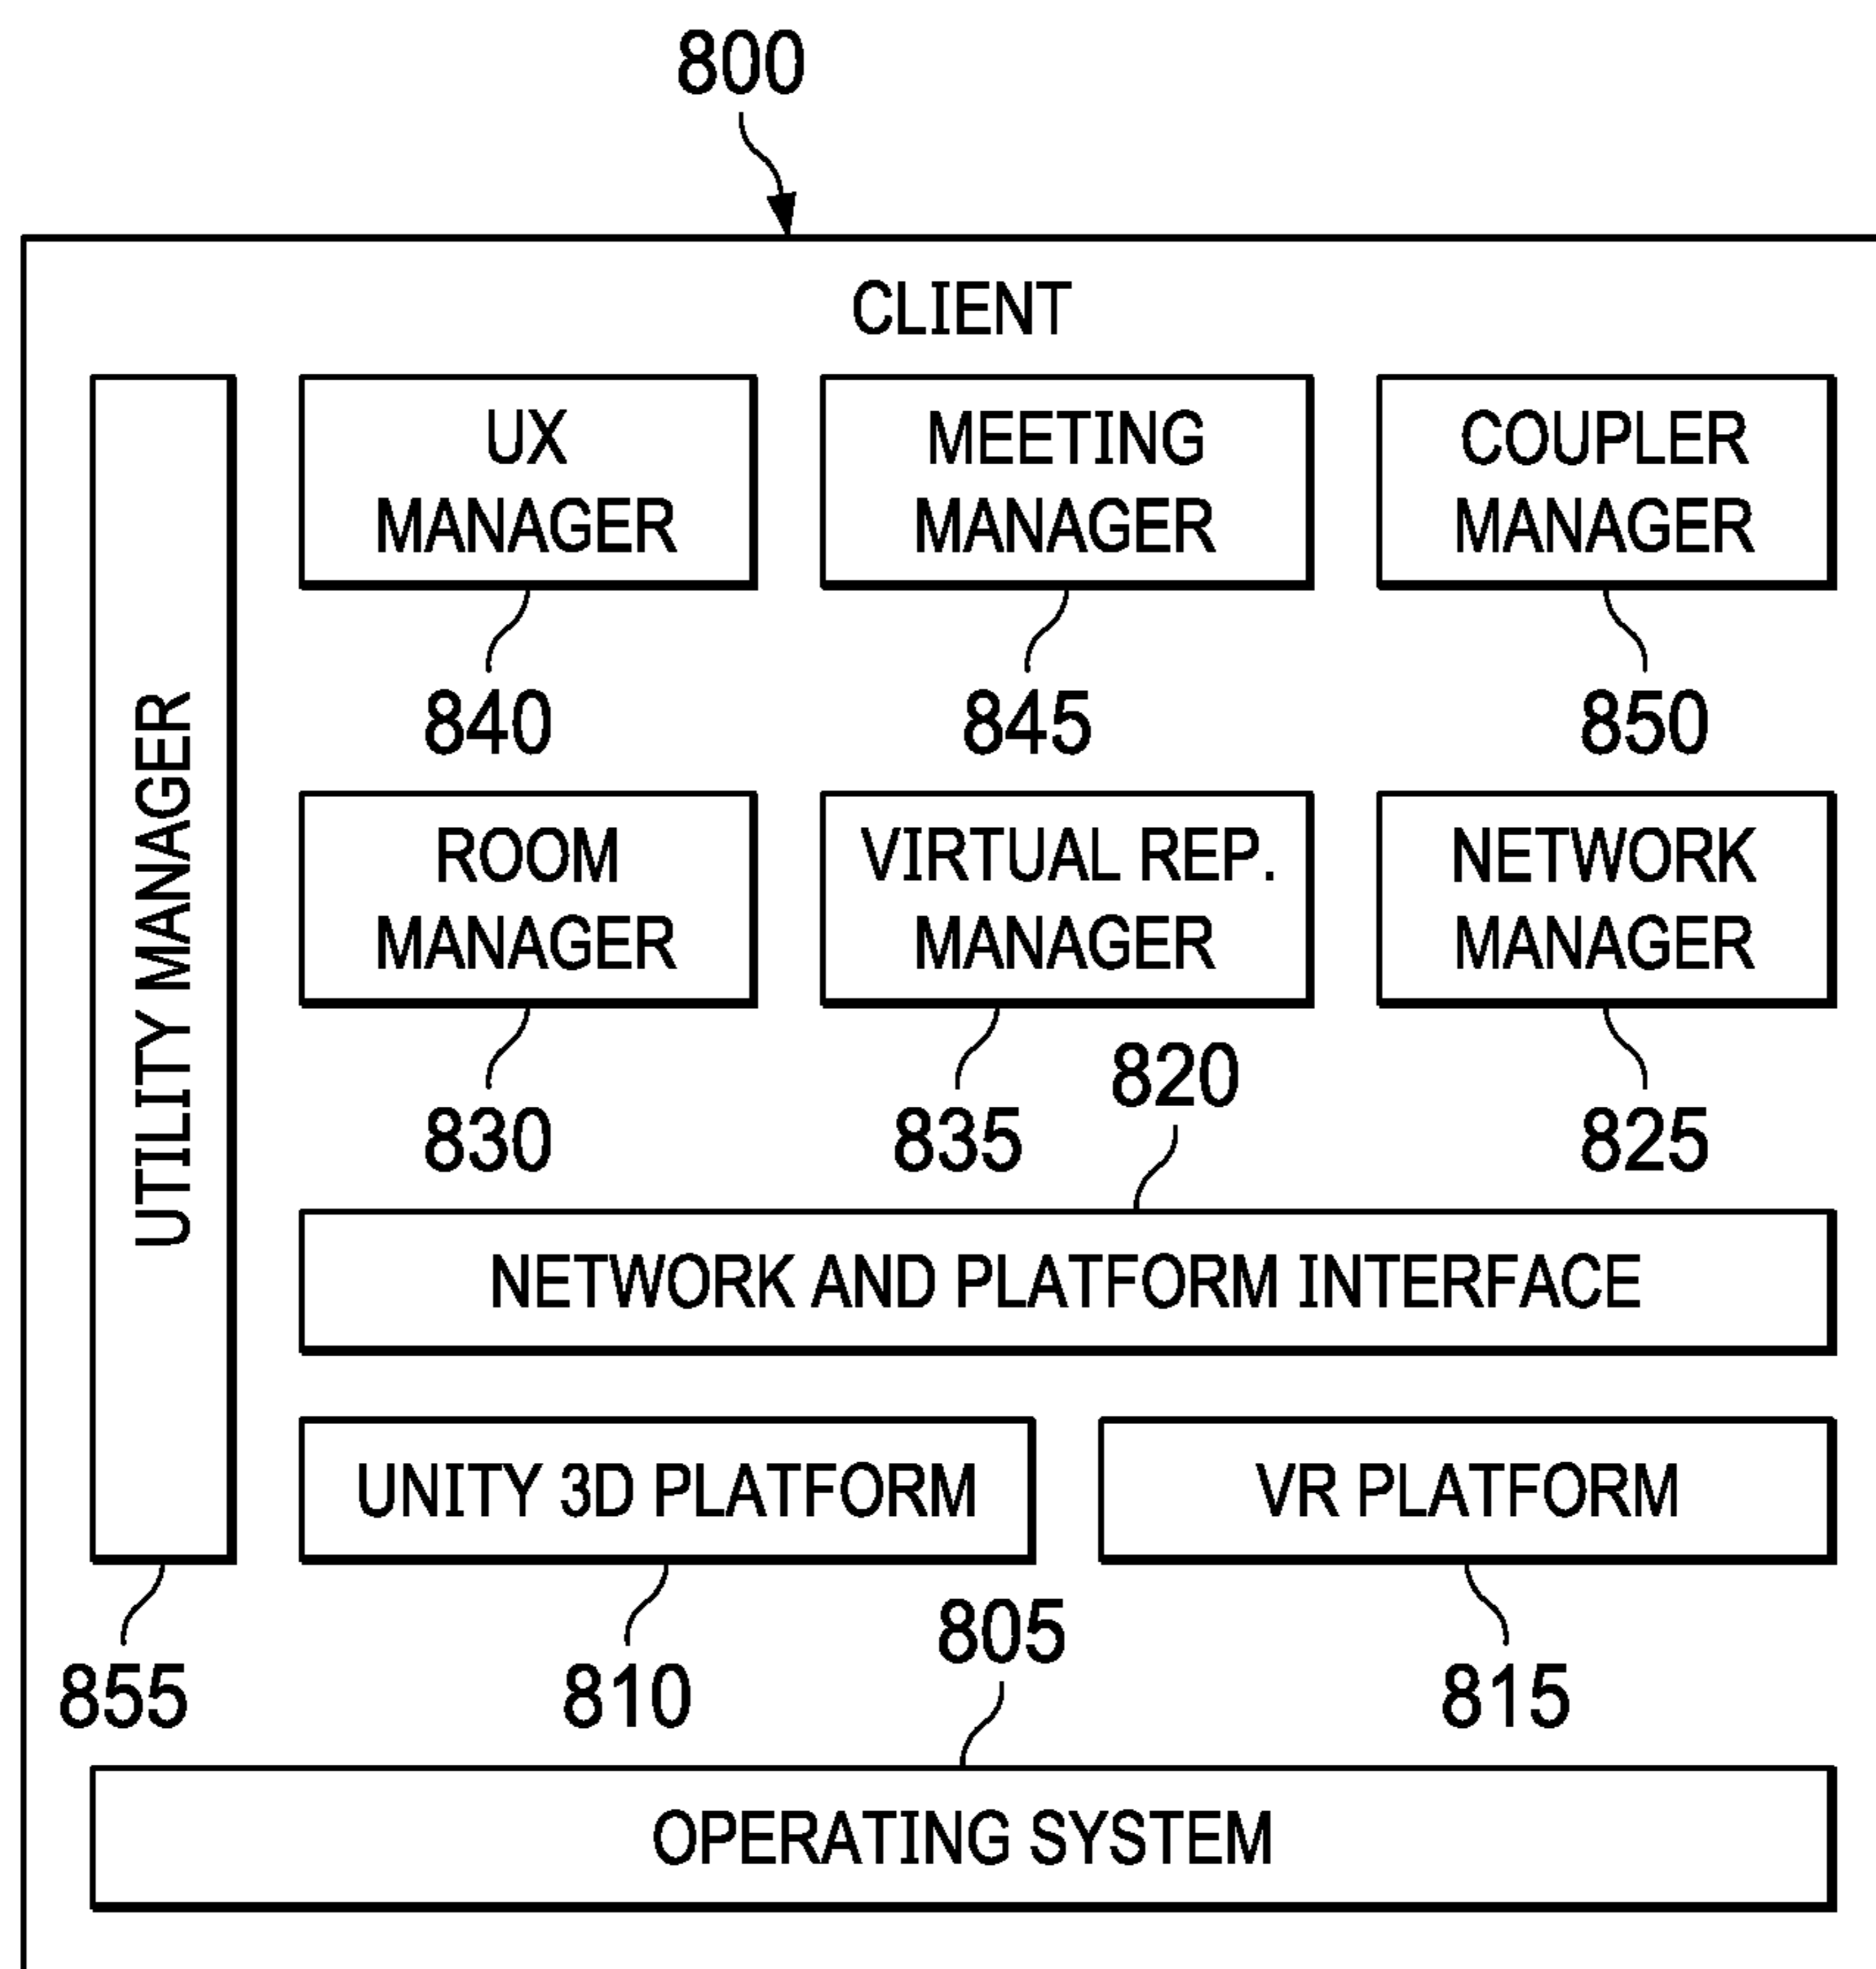 800
CLIENT
UTILITY MANAGER
UX
MANAGER
MEETING
MANAGER
COUPLER
MANAGER
840
845
850
ROOM
MANAGER
VIRTUAL REP.
MANAGER
NETWORK
MANAGER
820
830
835
825
NETWORK AND PLATFORM INTERFACE
UNITY 3D PLATFORM
VR PLATFORM
805
855
810
815
OPERATING SYSTEM